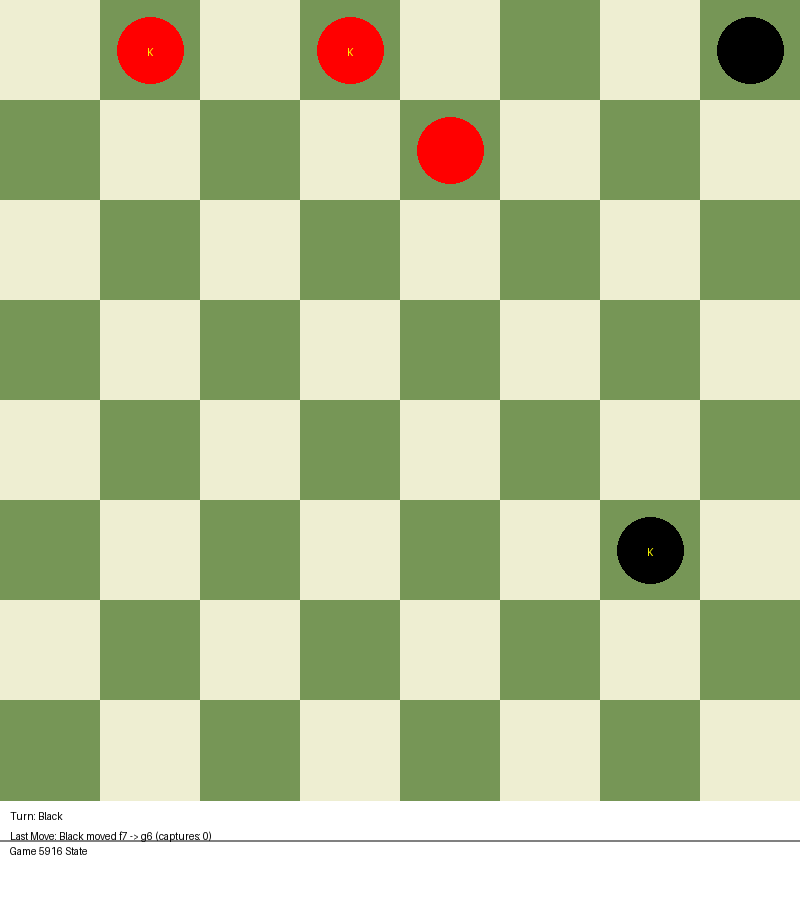 K
K
K
Turn: Black
Last Move: Black moved f7 -> g6 (captures: 0)
Game 5916 State